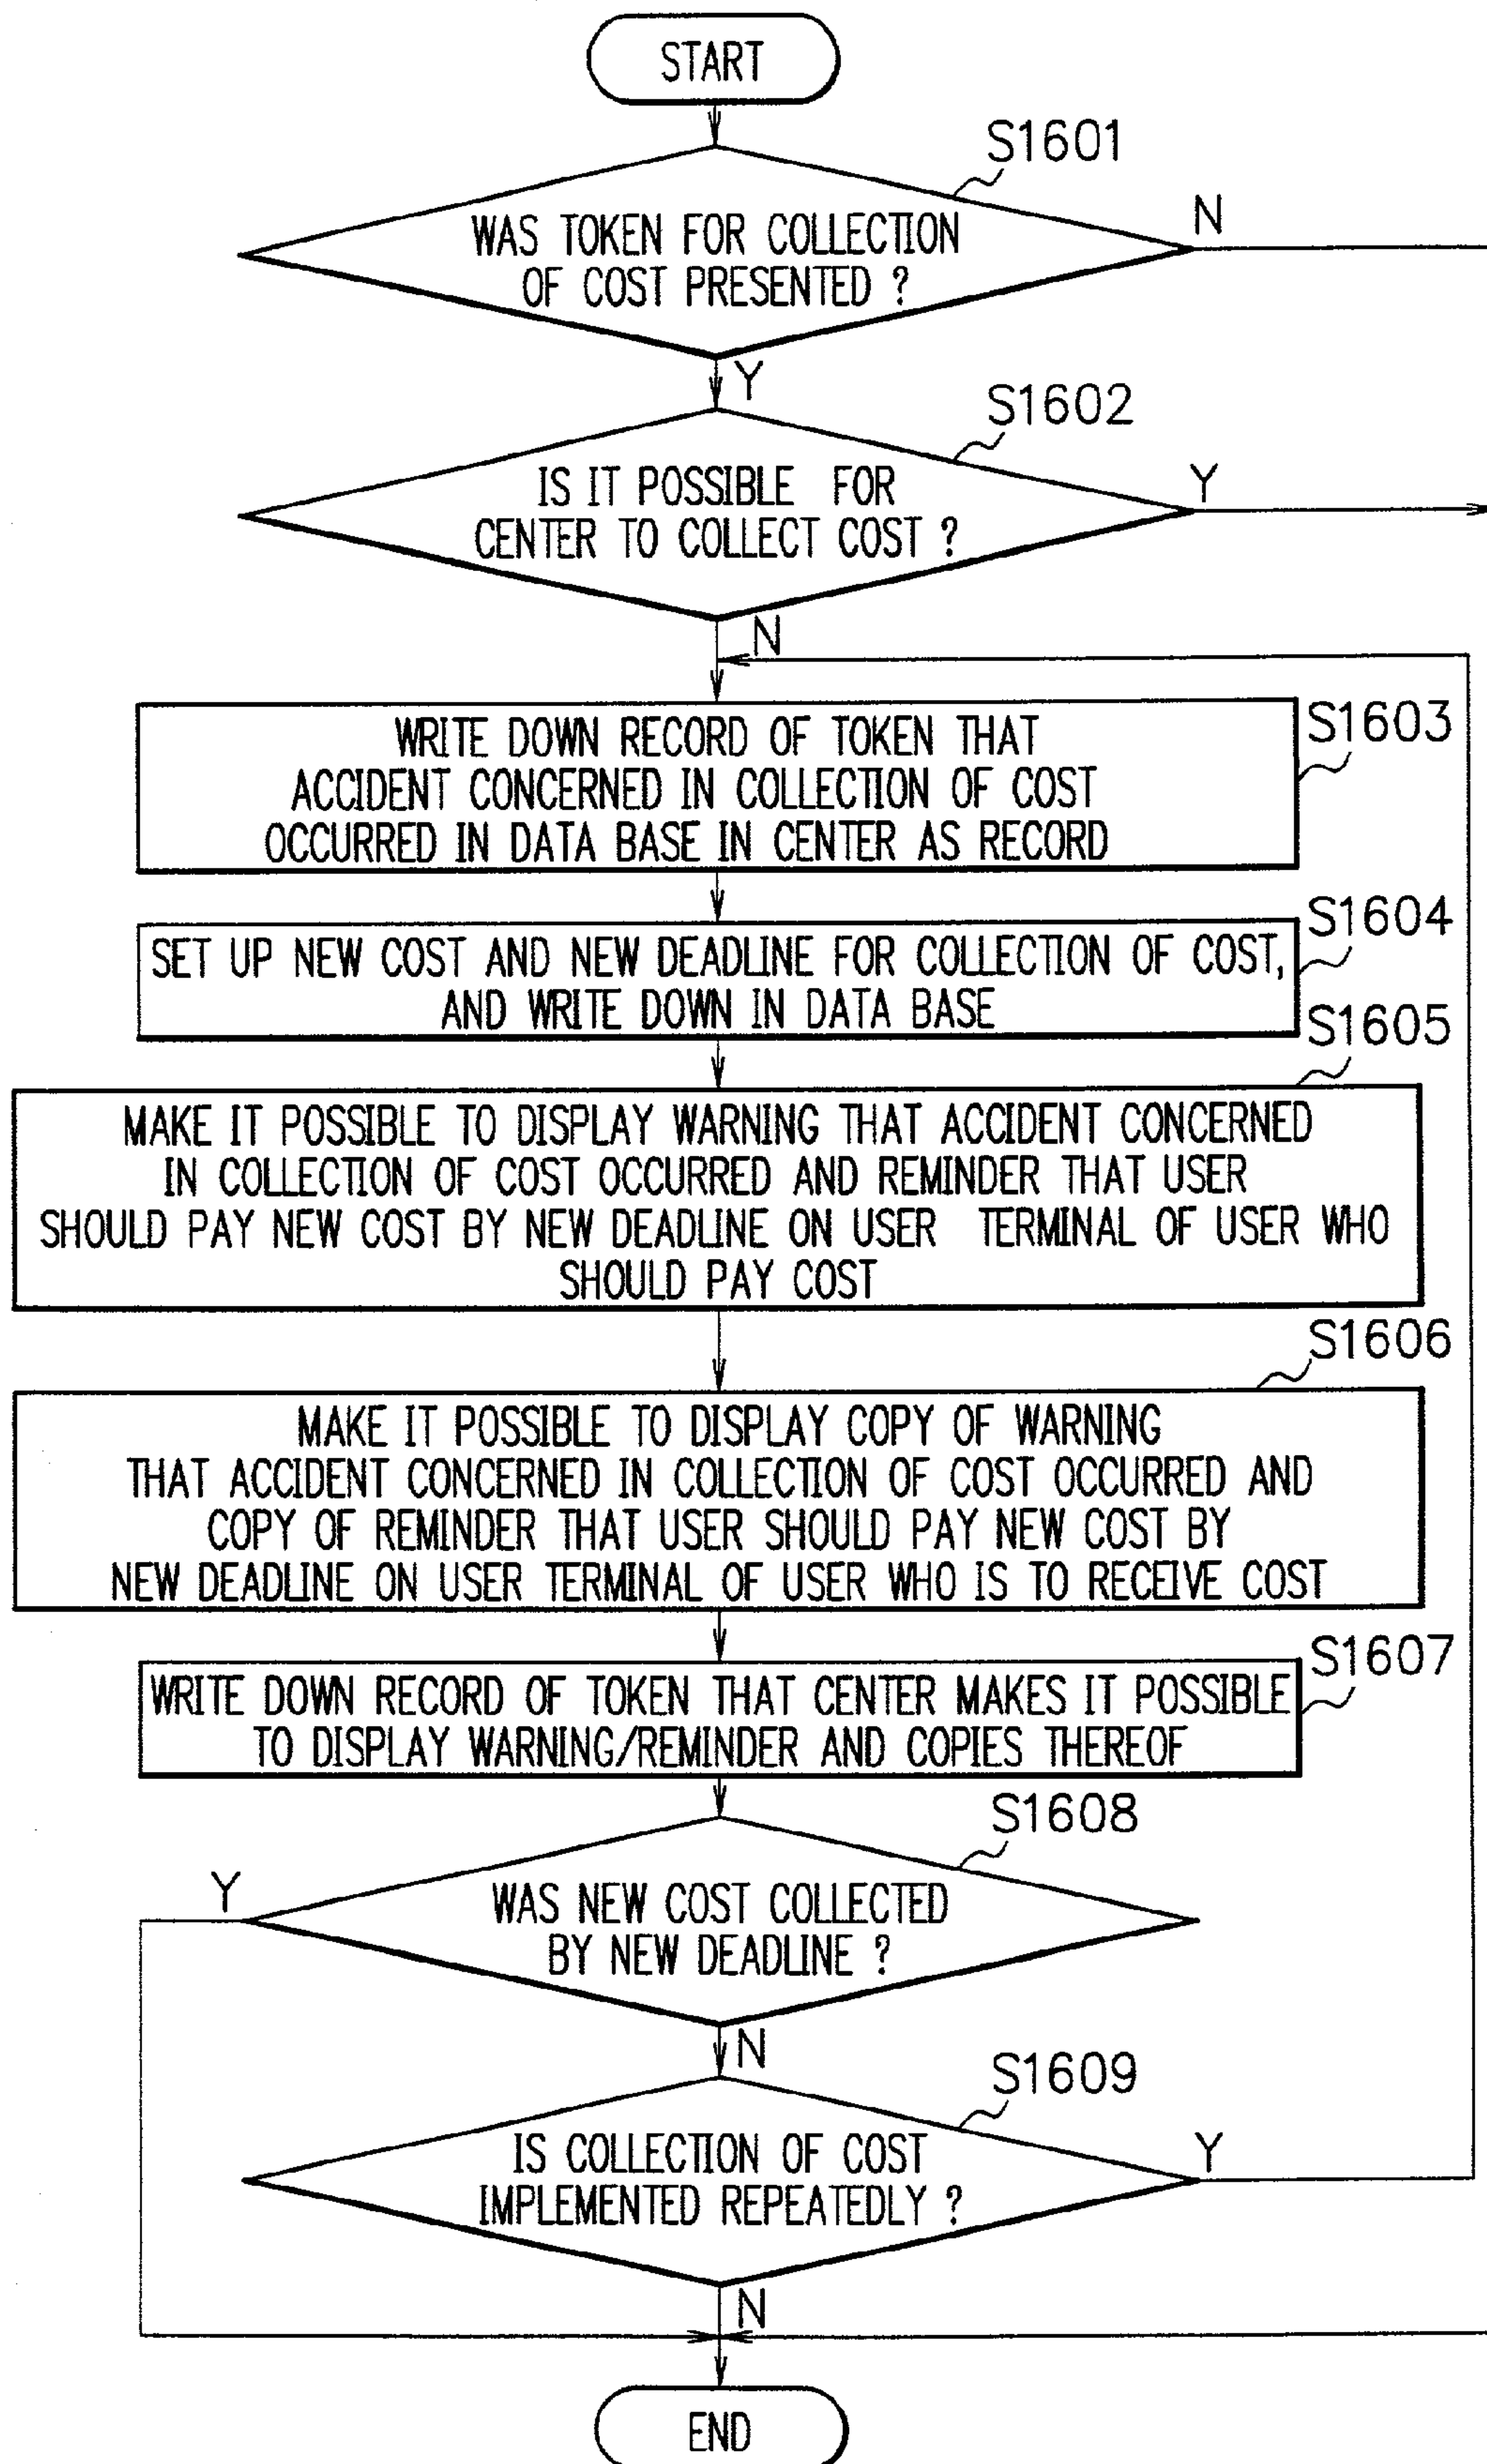 START
S1601
WAS TOKEN FOR COLLECTION
OF COST PRESENTED ?
N
Y
S1602
IS IT POSSIBLE FOR
CENTER TO COLLECT COST ?
Y
N
S1603
WRITE DOWN RECORD OF TOKEN THAT
ACCIDENT CONCERNED IN COLLECTION OF COST
OCCURRED IN DATA BASE IN CENTER AS RECORD
S1604
SET UP NEW COST AND NEW DEADLINE FOR COLLECTION OF COST,
AND WRITE DOWN IN DATA BASE
S1605
MAKE IT POSSIBLE TO DISPLAY WARNING THAT ACCIDENT CONCERNED
IN COLLECTION OF COST OCCURRED AND REMINDER THAT USER
SHOULD PAY NEW COST BY NEW DEADLINE ON USER TERMINAL OF USER WHO
SHOULD PAY COST
S1606
MAKE IT POSSIBLE TO DISPLAY COPY OF WARNING
THAT ACCIDENT CONCERNED IN COLLECTION OF COST OCCURRED AND
COPY OF REMINDER THAT USER SHOULD PAY NEW COST BY
NEW DEADLINE ON USER TERMINAL OF USER WHO IS TO RECEIVE COST
S1607
WRITE DOWN RECORD OF TOKEN THAT CENTER MAKES IT POSSIBLE
TO DISPLAY WARNING/REMINDER AND COPIES THEREOF
S1608
Y
WAS NEW COST COLLECTED
BY NEW DEADLINE ?
N
S1609
IS COLLECTION OF COST
IMPLEMENTED REPEATEDLY ?
Y
N
END